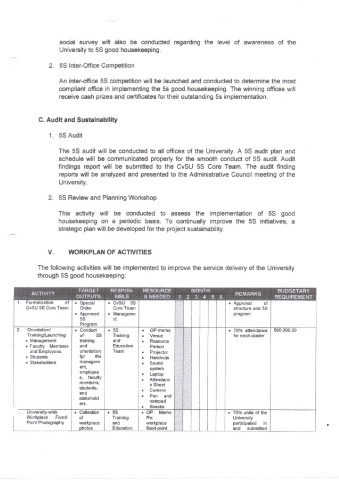 social survey will also be conducted regarding the level of awareness of the
University to 5S good housekeeping.
2. 5S Inter-Office Competition
An inter-office 5S competition will be launched and conducted to determine the most
compliant office in implementing the 5s good housekeeping. The winning offices will
receive cash prizes and certificates for their outstanding 5s implementation.
C. Audit and Sustainability
1. 5S Audit
The 5S audit will be conducted to all offices of the University. A 5S audit plan and
schedule will be communicated properly for the smooth conduct of 5S audit. Audit
findings report will be submitted to the CvSU 5S Core Team. The audit finding
reports will be analyzed and presented to the Administrative Council meeting of the
University.
2. 5S Review and Planning Workshop
This activity will be conducted to assess the implementation of 5S good
housekeeping on a periodic basis. To continually improve the 5S initiatives, a
strategic plan will be developed for the project sustainability.
V. WORKPLAN OF ACTIVITIES
The following activities will be implemented to improve the service delivery of the University
through 5S good housekeeping:
ACTIVITY
TARGET
OUTPUTS
RESPON-
SIBLE
RESOURCE
S NEEDED
MONTH
1 2 3 4 5 6
REMARKS
BUDGETARY
REQUIREMENT
1. Formalization of
CvSU 5S Core Team
• Special
Order
• Approved
5S
Program
• CvSU 5S
Core Team
• Manageme
nt
• Approval of
structure and 5S
program
2. Orientation/
Training/Launching
• Management
• Faculty Members
and Employees
• Students
• Stakeholders
• Conduct
of 5S
training
and
orientation
for the
managem
ent,
employee
s, faculty
members,
students,
and
stakehold
ers.
• 5S
Training
and
Education
Team
• OP memo
• Venue
• Resource
Person
• Projector
• Handouts
• Sound
system
• Laptop
• Attendanc
e Sheet
• Camera
• Pen and
notepad
• Snacks
• 70% attendance
for each cluster
University-wide
Workplace Fixed-
Point Photography
• Collection
of
workplace
photos
• 5S
Training
and
Education
• OP Memo
Re:
workplace
fixed-point
• 70% units of the
University
participated in
and submitted